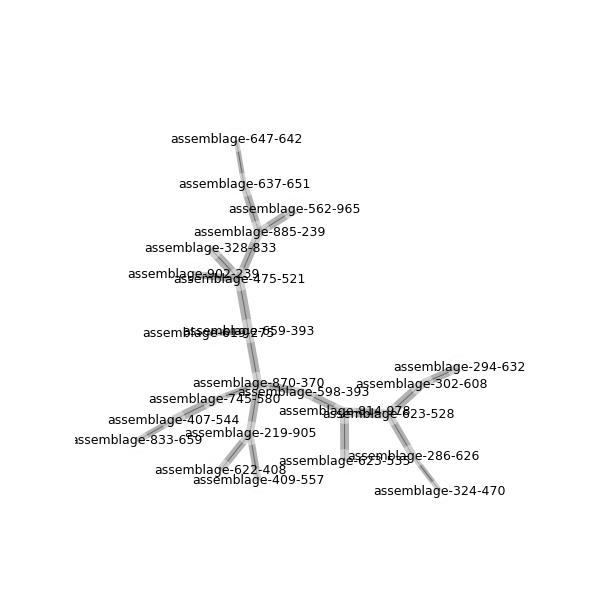 assemblage-647-642
assemblage-637-651
assemblage-562-965
assemblage-885-239
assemblage-328-833
assemblage-902-239
assemblage-475-521
assemblage-659-393
assemblage-294-632
assemblage-870-370
assemblage-302-608
assemblage-598-393
assemblage-745-580
assemblage-814-978
assemblage-623-528
assemblage-407-544
assemblage-219-905
assemblage-833-659
assemblage-286-626
assemblage-623-535
assemblage-622-408
assemblage-409-557
assemblage-324-470